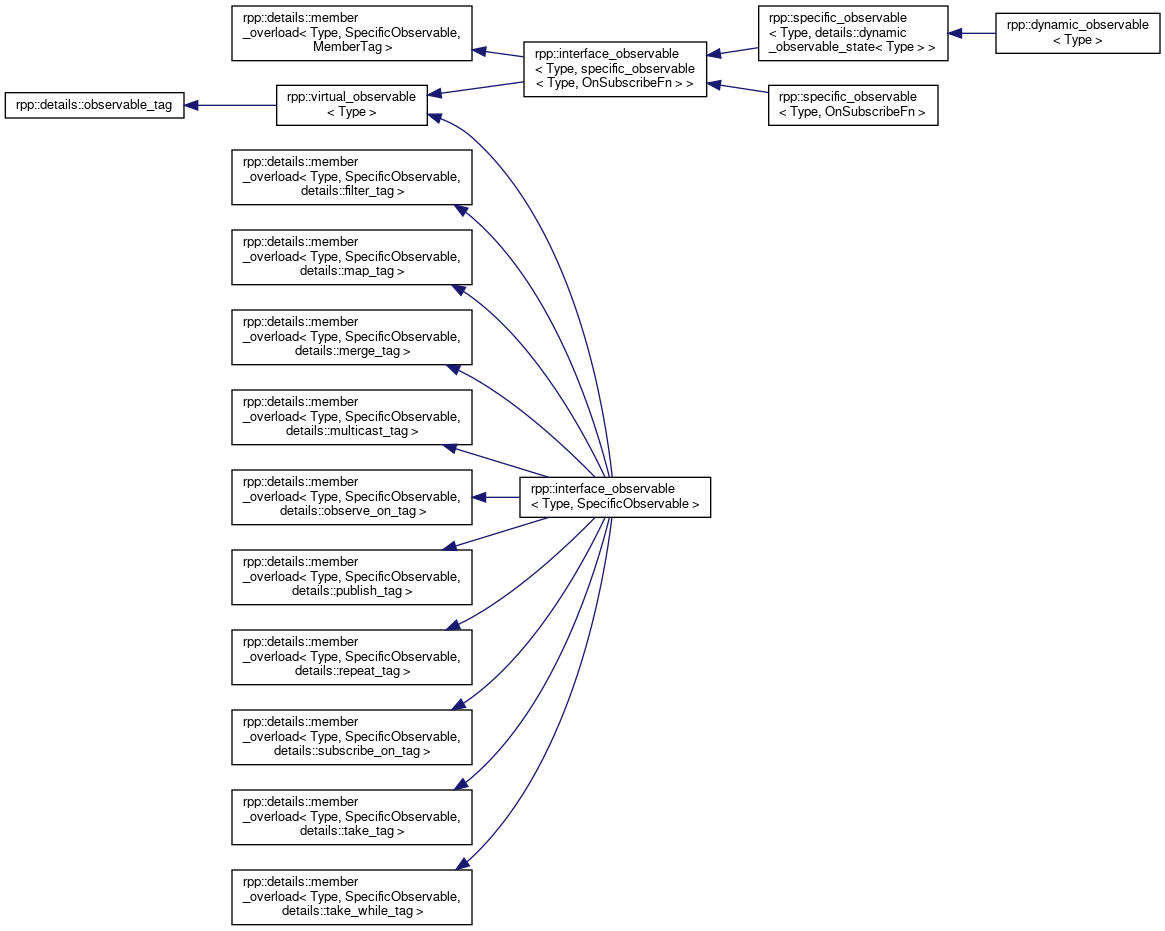 rpp::details::member
_overload< Type, SpecificObservable,
MemberTag >
rpp::interface_observable
< Type, specific_observable
< Type, OnSubscribeFn > >
rpp::specific_observable
< Type, details::dynamic
_observable_state< Type > >
rpp::dynamic_observable
< Type >
rpp::details::observable_tag
rpp::virtual_observable
< Type >
rpp::specific_observable
< Type, OnSubscribeFn >
rpp::details::member
_overload< Type, SpecificObservable,
details::filter_tag >
rpp::details::member
_overload< Type, SpecificObservable,
details::map_tag >
rpp::details::member
_overload< Type, SpecificObservable,
details::merge_tag >
rpp::details::member
_overload< Type, SpecificObservable,
details::multicast_tag >
rpp::details::member
_overload< Type, SpecificObservable,
details::observe_on_tag >
rpp::interface_observable
< Type, SpecificObservable >
rpp::details::member
_overload< Type, SpecificObservable,
details::publish_tag >
rpp::details::member
_overload< Type, SpecificObservable,
details::repeat_tag >
rpp::details::member
_overload< Type, SpecificObservable,
details::subscribe_on_tag >
rpp::details::member
_overload< Type, SpecificObservable,
details::take_tag >
rpp::details::member
_overload< Type, SpecificObservable,
details::take_while_tag >